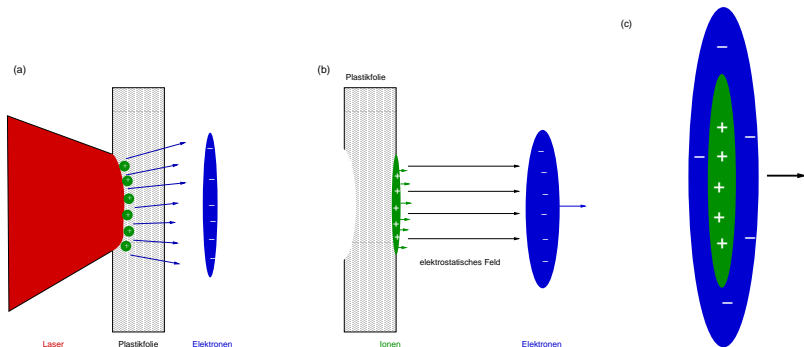 (a)
Laser
Plastikfolie
Elektronen
(b)
Plastikfolie
elektrostatisches Feld
Ionen
Elektronen
(c)